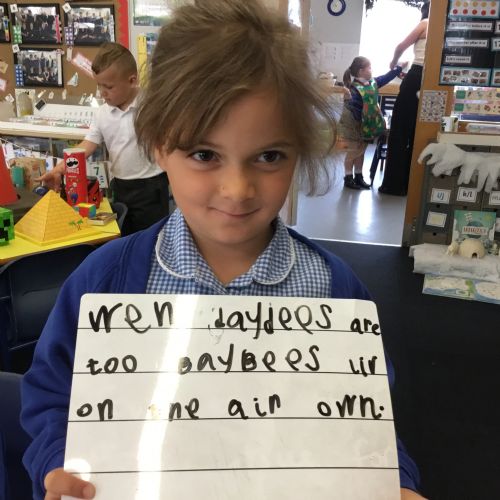 wen daydees are
too BayBees liv
on the air own.